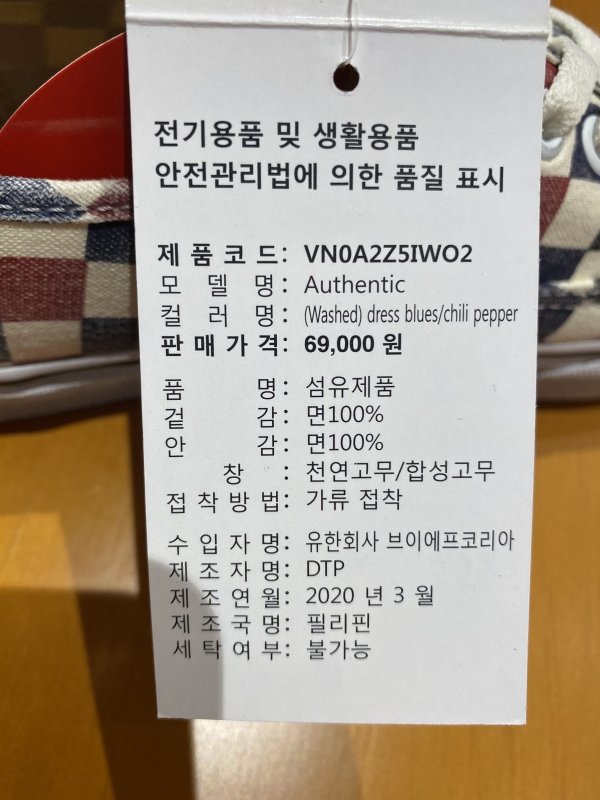 전기용품 및 생활용품
안전관리법에 의한 품질 표시
제품코드: VN0A2Z5IWO2
모델명: Authentic
컬러명: (Washed) dress blues/chili pepper
판매가격: 69,000 원
품명: 섬유제품
겉감: 면100%
안감: 면100%
창: 천연고무/합성고무
접착방법: 가류 접착
수입자명: 유한회사 브이에프코리아
제조자명: DTP
제조연월: 2020 년 3 월
제조국명: 필리핀
세탁여부: 불가능